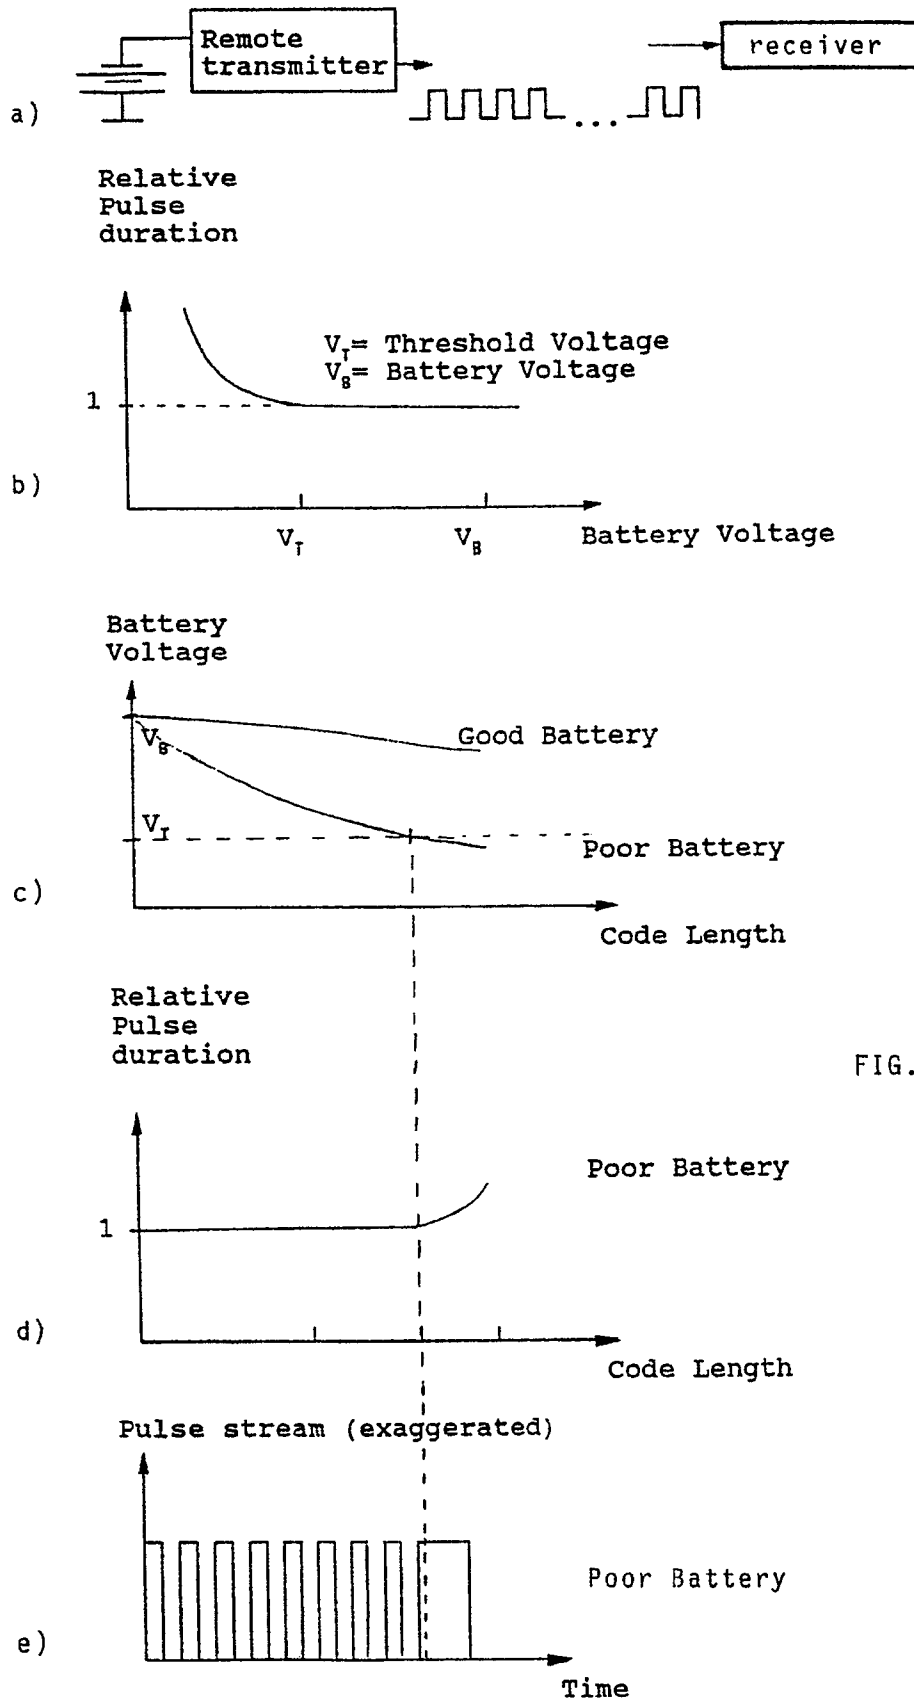 Remote
transmitter
receiver
a)
...
Relative
Pulse
duration
V_T= Threshold Voltage
V_B= Battery Voltage
1
b)
V_T
V_B
Battery Voltage
Battery
Voltage
Good Battery
V_B
V_T
Poor Battery
c)
Code Length
Relative
Pulse
duration
FIG.
Poor Battery
1
d)
Code Length
Pulse stream (exaggerated)
Poor Battery
e)
Time